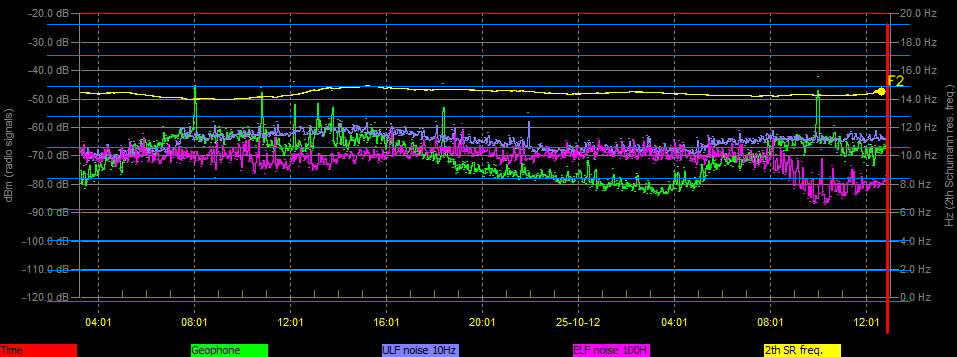 -20.0 dB 20.0 Hz
-30.0 dB 18.0 Hz
-40.0 dB 16.0 Hz
F2
-50.0 dB 14.0 Hz
-60.0 dB 12.0 Hz
-70.0 dB 10.0 Hz
-80.0 dB 8.0 Hz
-90.0 dB 6.0 Hz
-100.0 dB 4.0 Hz
-110.0 dB 2.0 Hz
-120.0 dB 0.0 Hz
dBm (radio signals)
Hz (2th Schumann res. freq.)
04:01 08:01 12:01 16:01 20:01 25-10-12 04:01 08:01 12:01
Time Geophone ULF noise 10Hz ELF noise 100H 2th SR freq.